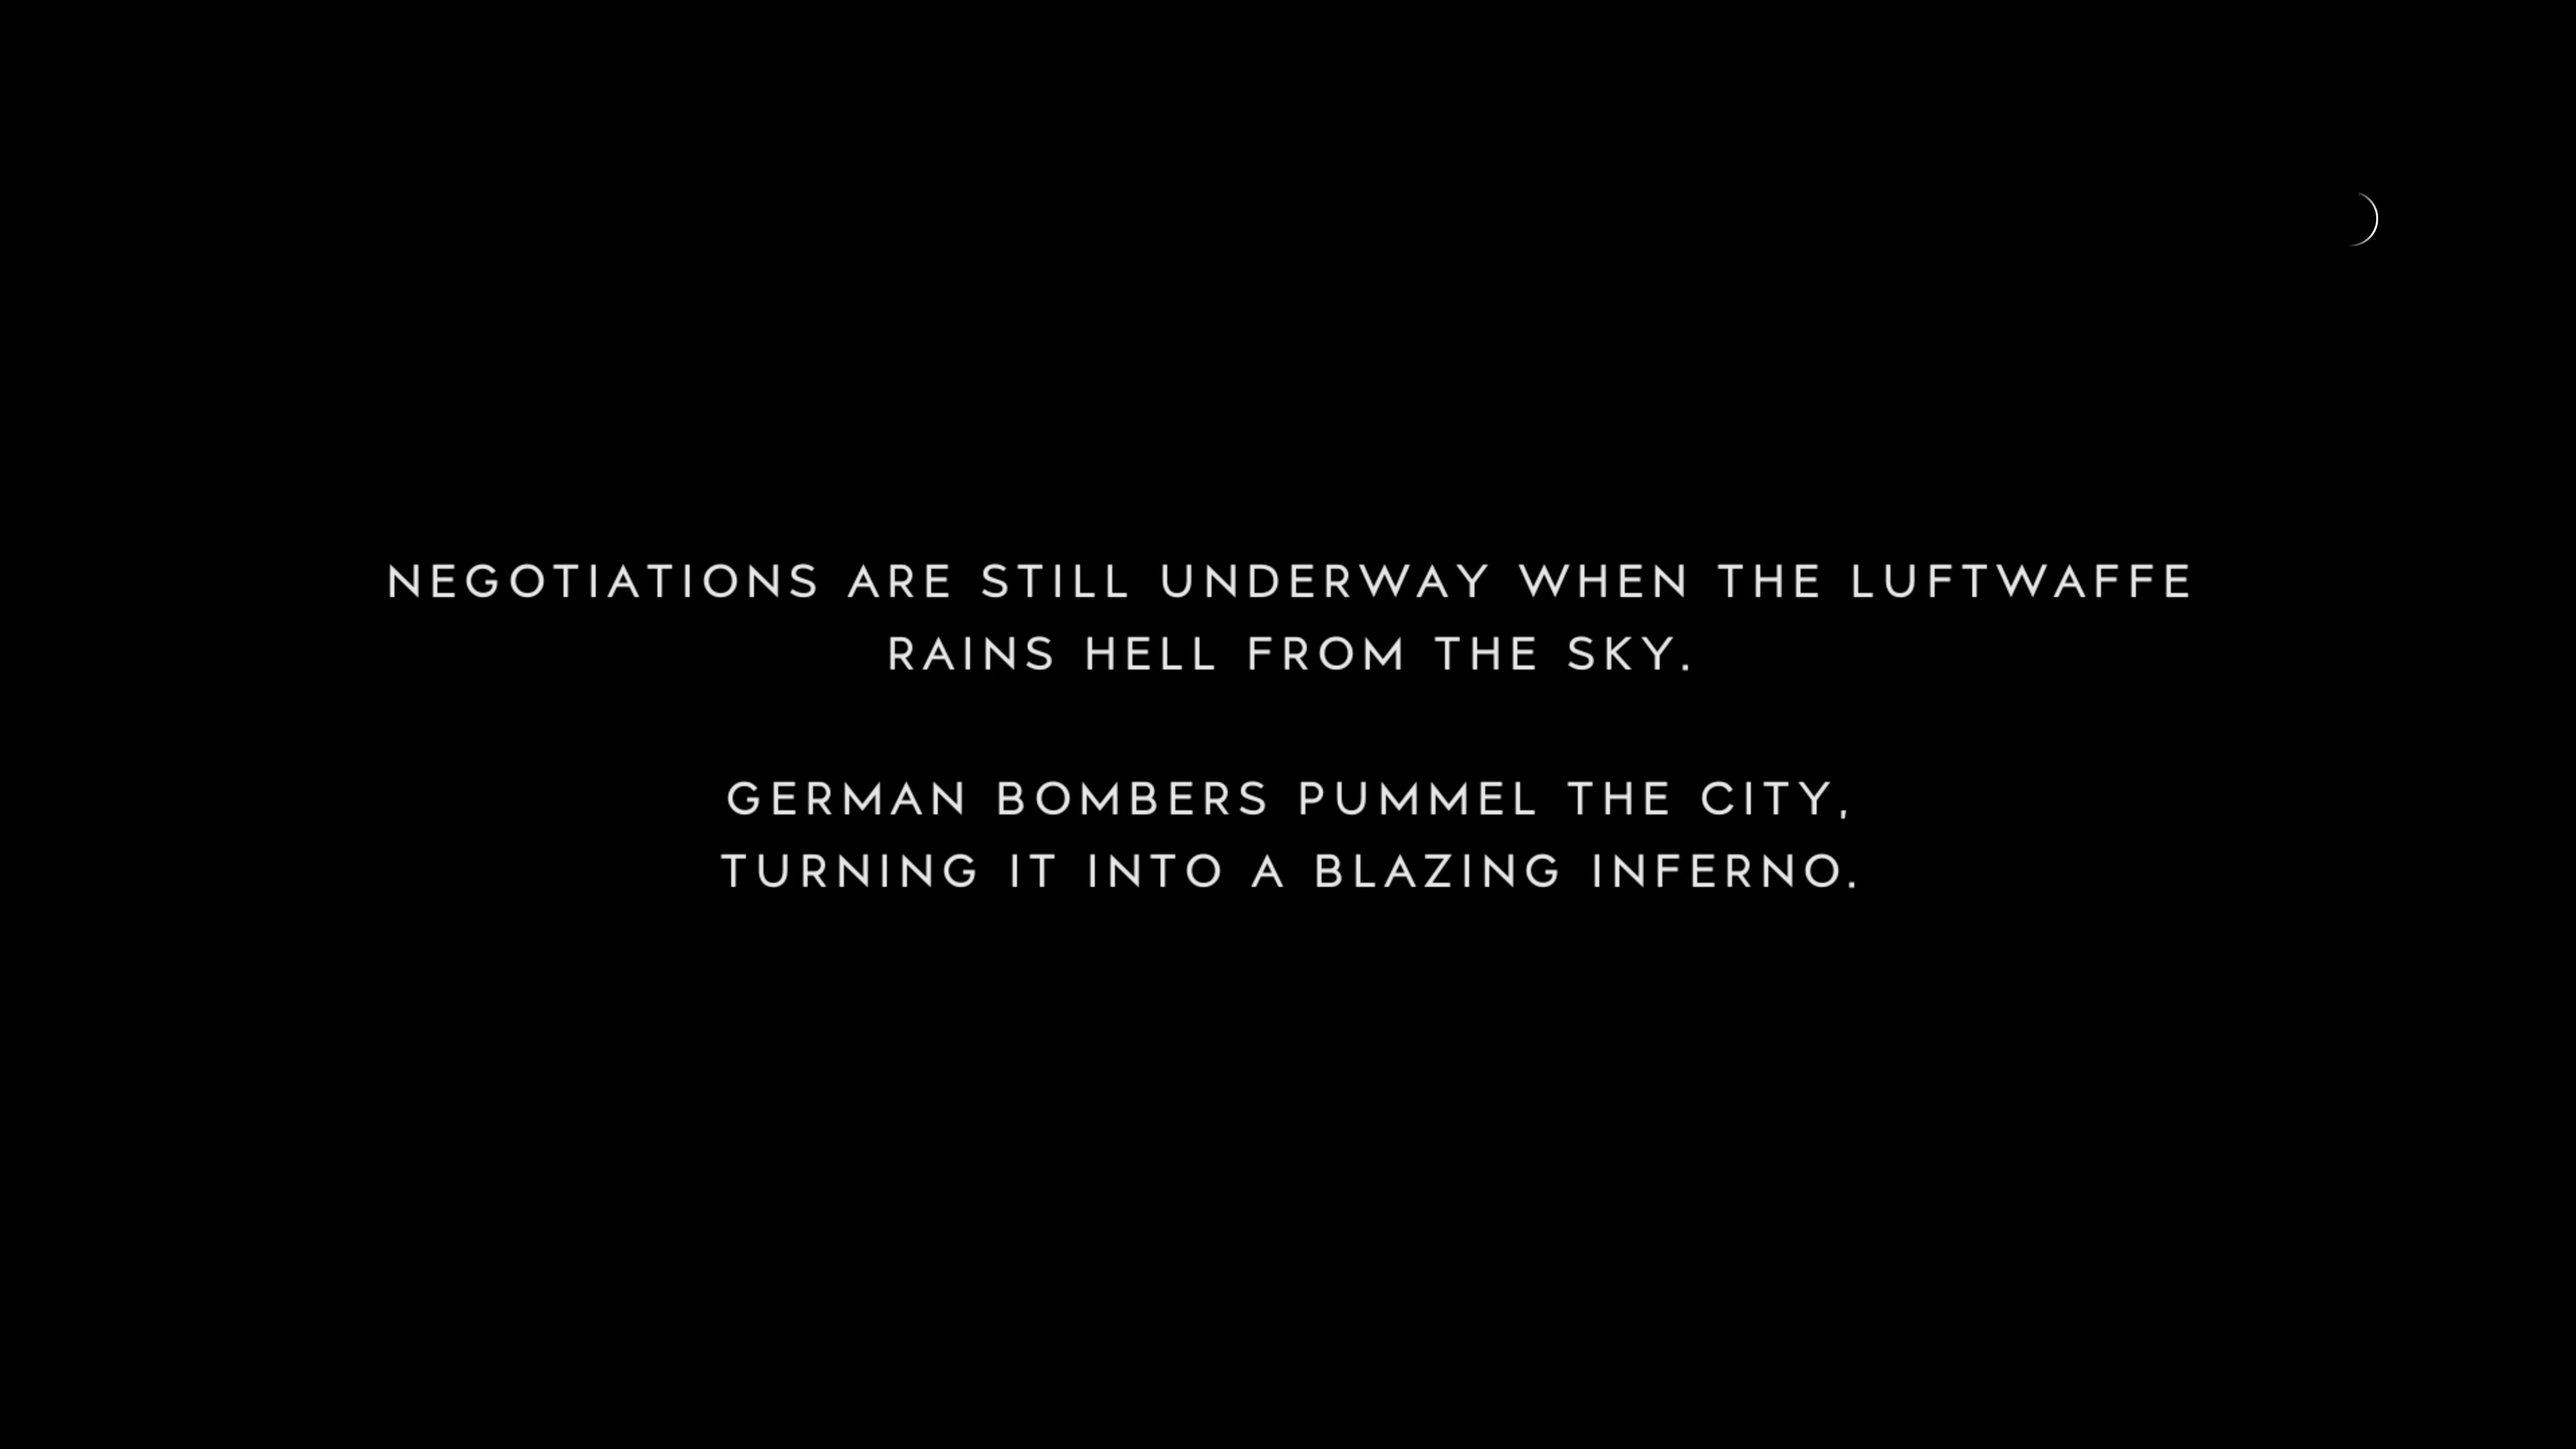 NEGOTIATIONS ARE STILL UNDERWAY WHEN THE LUFTWAFFE
RAINS HELL FROM THE SKY.
GERMAN BOMBERS PUMMEL THE CITY,
TURNING IT INTO A BLAZING INFERNO.